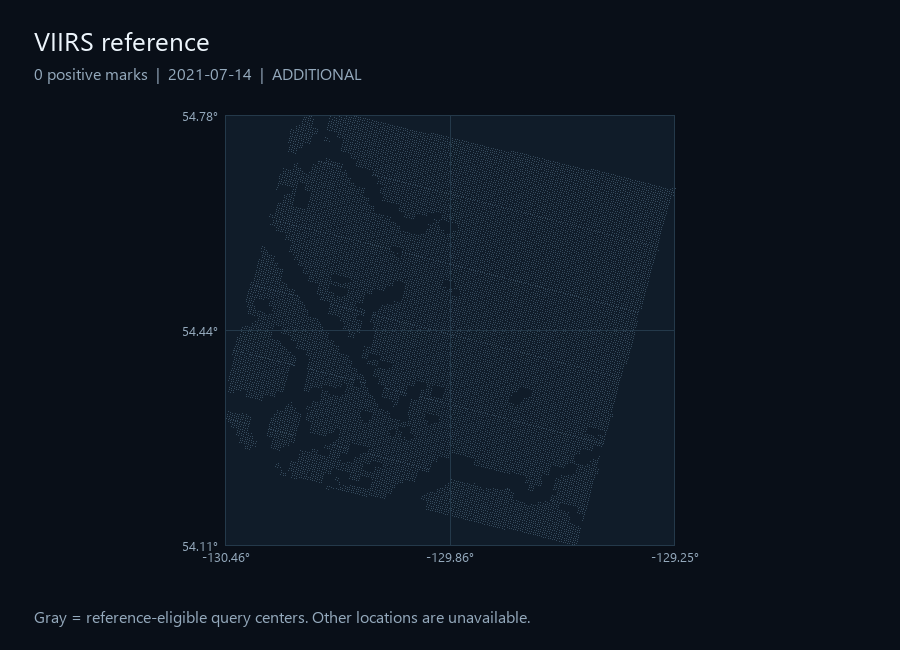 VIIRS reference
0 positive marks | 2021-07-14 | ADDITIONAL
54.78°
54.44°
54.11°
-130.46°
-129.86°
-129.25°
Gray = reference-eligible query centers. Other locations are unavailable.